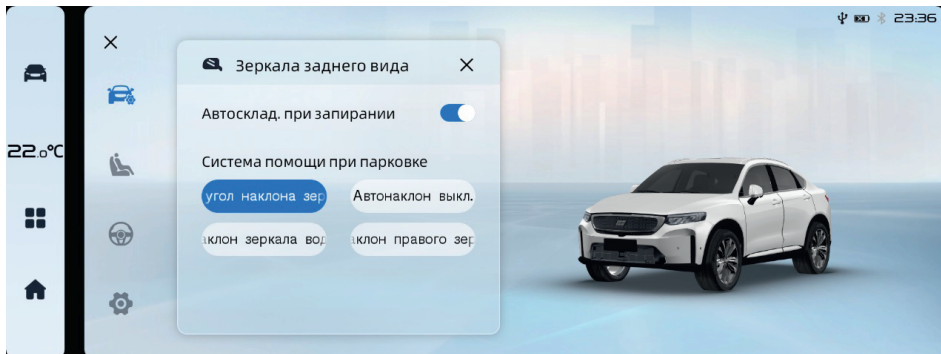 23:36
Зеркала заднего вида
Автосклад. при запирании
22.0°C
Система помощи при парковке
угол наклона зер
Автонаклон выкл.
клон зеркала вод
клон правого зер